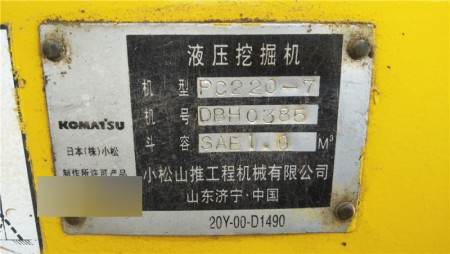 液压挖掘机
机 型 PC220-7
机 号 DBH0385
斗 容 SAE1.0 M³
KOMATSU
日本(株)小松
制作所许可产品
小松山推工程机械有限公司
山东济宁·中国
20Y-00-D1490